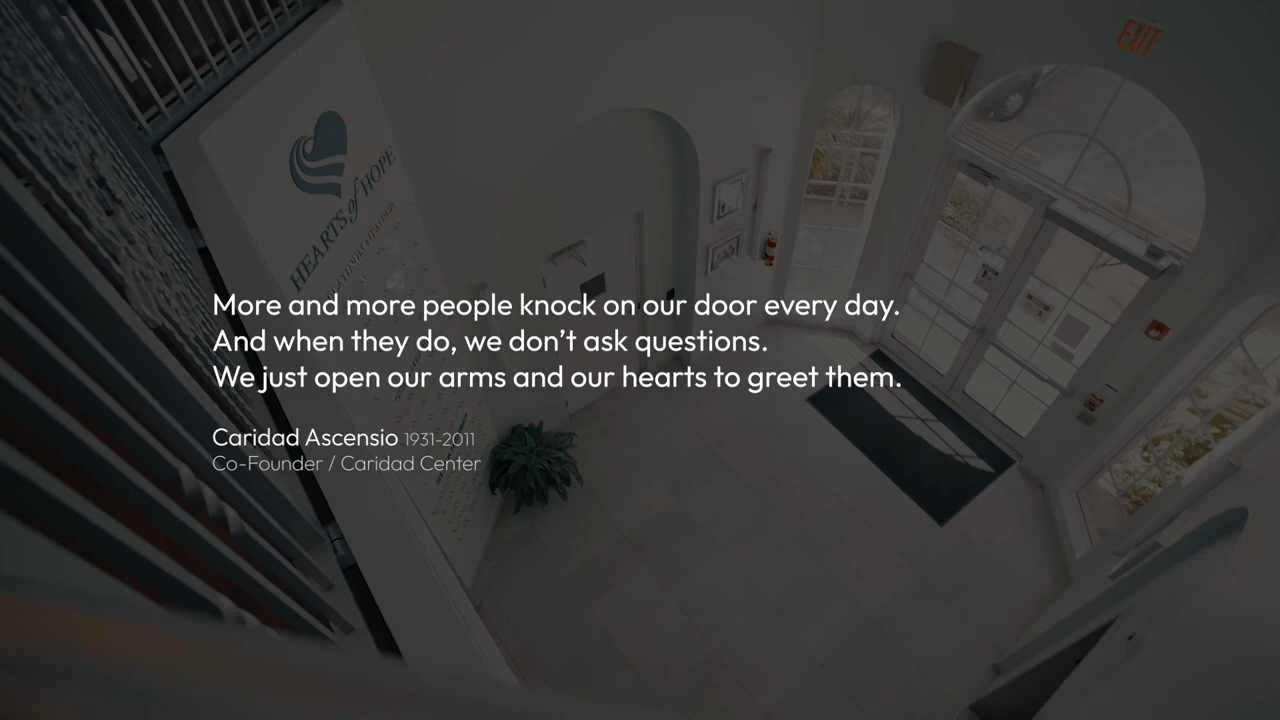 EXIT
HEARTS of HOPE
More and more people knock on our door every day.
And when they do, we don’t ask questions.
We just open our arms and our hearts to greet them.
Caridad Ascensio 1931-2011
Co-Founder / Caridad Center